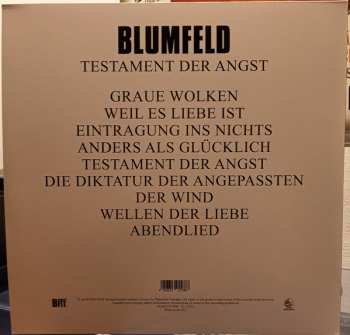 BLUMFELD
TESTAMENT DER ANGST
GRAUE WOLKEN
WEIL ES LIEBE IST
EINTRAGUNG INS NICHTS
ANDERS ALS GLÜCKLICH
TESTAMENT DER ANGST
DIE DIKTATUR DER ANGEPASSTEN
DER WIND
WELLEN DER LIEBE
ABENDLIED